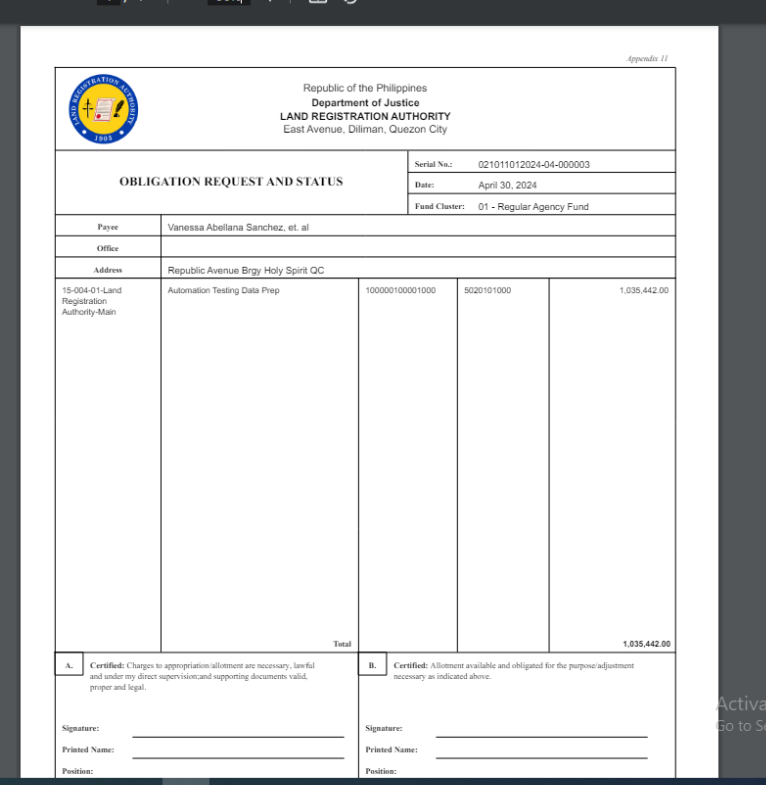 Appendix 11
LAND REGISTRATION AUTHORITY
1903
Republic of the Philippines
Department of Justice
LAND REGISTRATION AUTHORITY
East Avenue, Diliman, Quezon City
OBLIGATION REQUEST AND STATUS
Serial No.: 021011012024-04-000003
Date: April 30, 2024
Fund Cluster: 01 - Regular Agency Fund
Payee Vanessa Abellana Sanchez, et. al
Office
Address Republic Avenue Brgy Holy Spirit QC
15-004-01-Land
Registration
Authority-Main
Automation Testing Data Prep
100000100001000
5020101000
1,035,442.00
Total 1,035,442.00
A. Certified: Charges to appropriation/allotment are necessary, lawful
and under my direct supervision;and supporting documents valid,
proper and legal.
Signature:
Printed Name:
Position:
B. Certified: Allotment available and obligated for the purpose/adjustment
necessary as indicated above.
Signature:
Printed Name:
Position:
Activa
Go to Se